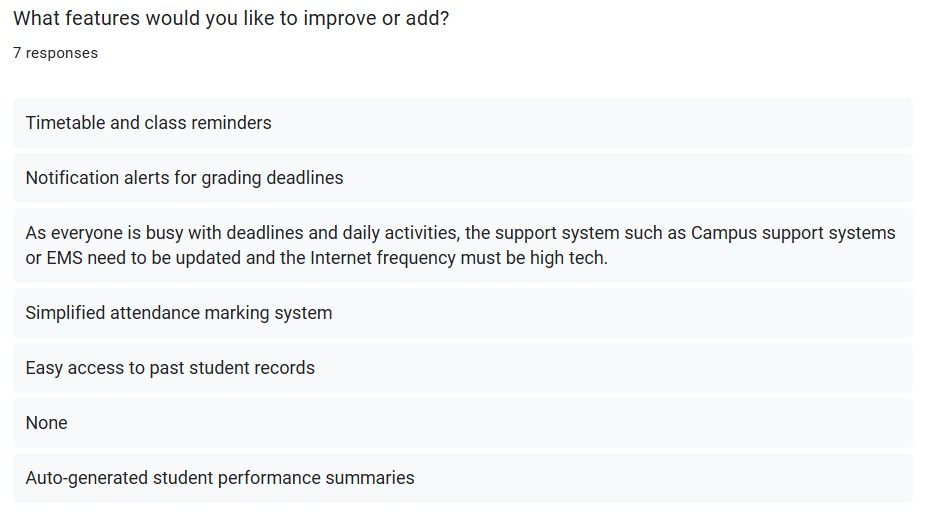 What features would you like to improve or add?
7 responses
Timetable and class reminders
Notification alerts for grading deadlines
As everyone is busy with deadlines and daily activities, the support system such as Campus support systems
or EMS need to be updated and the Internet frequency must be high tech.
Simplified attendance marking system
Easy access to past student records
None
Auto-generated student performance summaries